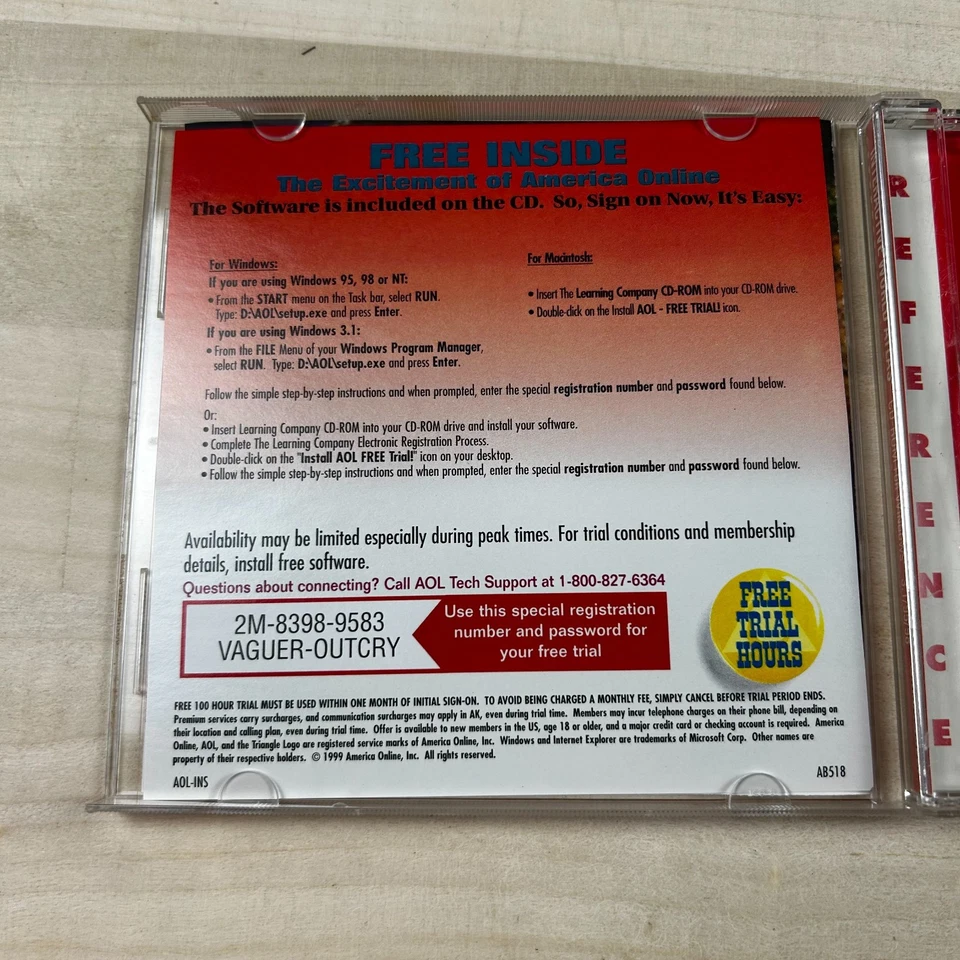 FREE INSIDE
The Excitement of America Online
The Software is included on the CD. So, Sign on Now, It's Easy:
For Windows:
If you are using Windows 95, 98 or NT:
• From the START menu on the Task bar, select RUN.
Type: D:\AOL\setup.exe and press Enter.
If you are using Windows 3.1:
• From the FILE Menu of your Windows Program Manager,
select RUN. Type: D:\AOL\setup.exe and press Enter.
For Macintosh:
• Insert The Learning Company CD-ROM into your CD-ROM drive.
• Double-click on the Install AOL - FREE TRIAL! icon.
Follow the simple step-by-step instructions and when prompted, enter the special registration number and password found below.
Or:
• Insert Learning Company CD-ROM into your CD-ROM drive and install your software.
• Complete The Learning Company Electronic Registration Process.
• Double-click on the "Install AOL FREE Trial!" icon on your desktop.
• Follow the simple step-by-step instructions and when prompted, enter the special registration number and password found below.
Availability may be limited especially during peak times. For trial conditions and membership
details, install free software.
Questions about connecting? Call AOL Tech Support at 1-800-827-6364
2M-8398-9583
VAGUER-OUTCRY
Use this special registration
number and password for
your free trial
FREE
TRIAL
HOURS
FREE 100 HOUR TRIAL MUST BE USED WITHIN ONE MONTH OF INITIAL SIGN-ON. TO AVOID BEING CHARGED A MONTHLY FEE, SIMPLY CANCEL BEFORE TRIAL PERIOD ENDS.
Premium services carry surcharges, and communication surcharges may apply in AK, even during trial time. Members may incur telephone charges on their phone bill, depending on
their location and calling plan, even during trial time. Offer is available to new members in the US, age 18 or older, and a major credit card or checking account is required. America
Online, AOL, and the Triangle Logo are registered service marks of America Online, Inc. Windows and Internet Explorer are trademarks of Microsoft Corp. Other names are
property of their respective holders. © 1999 America Online, Inc. All rights reserved.
AOL-INS
AB518
REFERENCE